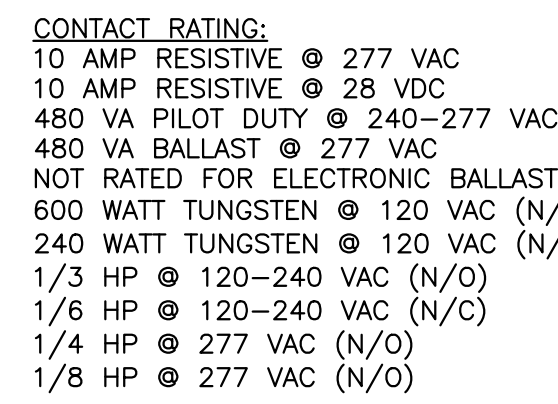 CONTACT RATING:
10 AMP RESISTIVE @ 277 VAC
10 AMP RESISTIVE @ 28 VDC
480 VA PILOT DUTY @ 240–277 VAC
480 VA BALLAST @ 277 VAC
NOT RATED FOR ELECTRONIC BALLAST
600 WATT TUNGSTEN @ 120 VAC (N/
240 WATT TUNGSTEN @ 120 VAC (N/
1/3 HP @ 120–240 VAC (N/O)
1/6 HP @ 120–240 VAC (N/C)
1/4 HP @ 277 VAC (N/O)
1/8 HP @ 277 VAC (N/O)